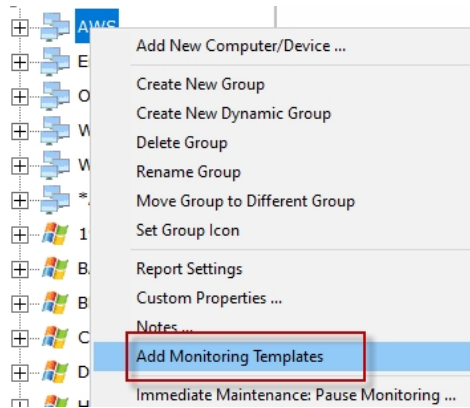 AWS
Add New Computer/Device ...
E
Create New Group
O
Create New Dynamic Group
W
Delete Group
W
Rename Group
*
Move Group to Different Group
1
Set Group Icon
B
Report Settings
B
Custom Properties ...
C
Notes ...
D
Add Monitoring Templates
H
Immediate Maintenance: Pause Monitoring ...